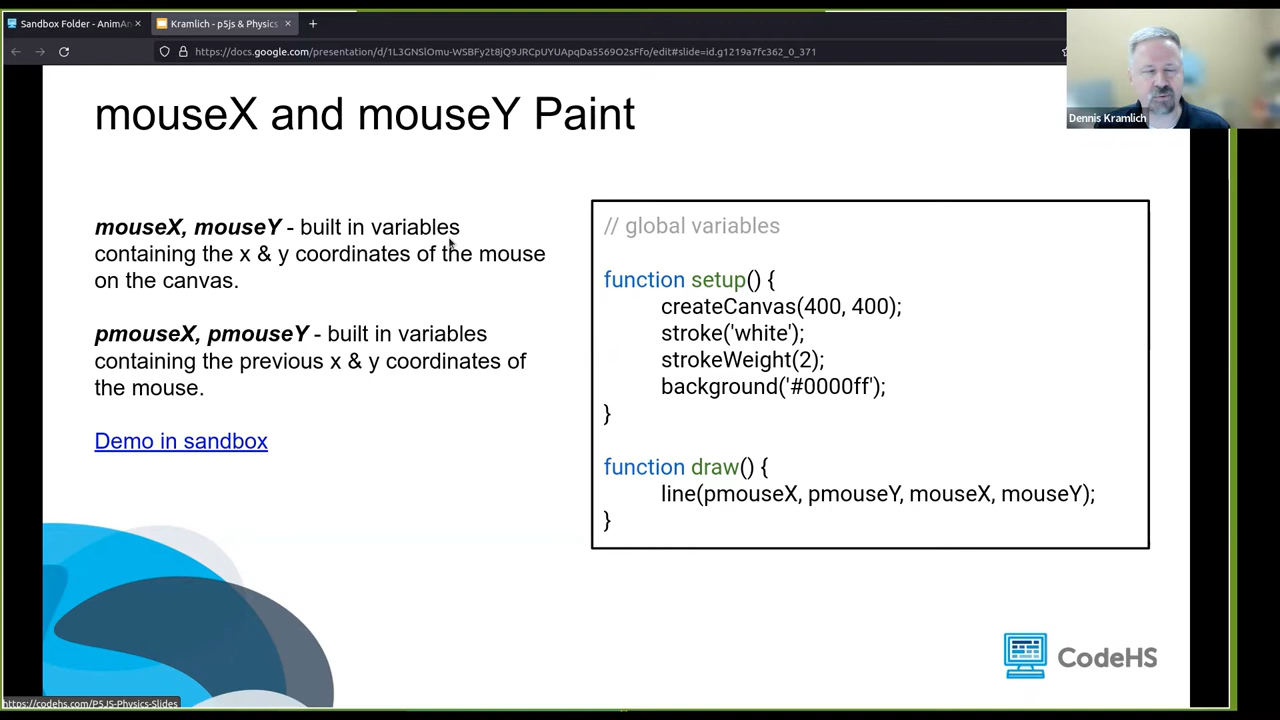 Sandbox Folder - AnimAn
Kramlich - p5js & Physics
https://docs.google.com/presentation/d/1L3GNSlOmu-WSBFy2t8jQ9JRCpUYUApqDa5569O2sFfo/edit#slide=id.g1219a7fc362_0_371
Dennis Kramlich
mouseX and mouseY Paint
mouseX, mouseY - built in variables
containing the x & y coordinates of the mouse
on the canvas.
pmouseX, pmouseY - built in variables
containing the previous x & y coordinates of
the mouse.
Demo in sandbox
// global variables
function setup() {
createCanvas(400, 400);
stroke('white');
strokeWeight(2);
background('#0000ff');
}
function draw() {
line(pmouseX, pmouseY, mouseX, mouseY);
}
CodeHS
https://codehs.com/P5JS-Physics-Slides